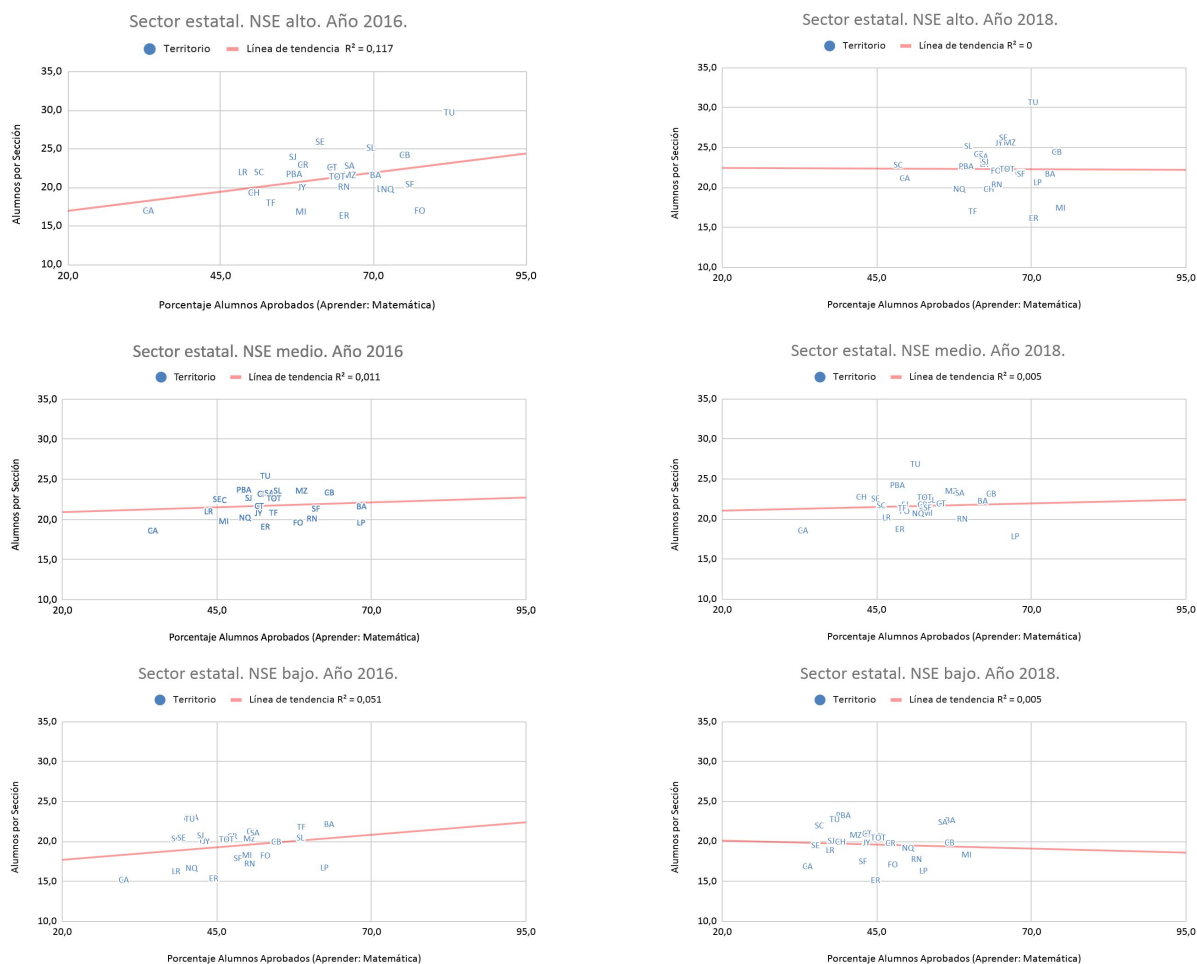 Sector estatal. NSE alto. Año 2016.
Territorio Línea de tendencia R² = 0,117
Alumnos por Sección
35,0
30,0 TU
SE SL
25,0 SJ CR CT SA CB
LR SC PBA TOT MZ BA
20,0 CH JY RN NQ SF
TF MI ER FO
15,0 CA
10,0
20,0 45,0 70,0 95,0
Porcentaje Alumnos Aprobados (Aprender: Matemática)
Sector estatal. NSE alto. Año 2018.
Territorio Línea de tendencia R² = 0
Alumnos por Sección
35,0
30,0 TU
SE
25,0 SL JY MZ CB
SC PBA SJ FO TOT SF BA
20,0 NQ CH RN
TF MI
15,0 ER
10,0
20,0 45,0 70,0 95,0
Porcentaje Alumnos Aprobados (Aprender: Matemática)
Sector estatal. NSE medio. Año 2016
Territorio Línea de tendencia R² = 0,011
Alumnos por Sección
35,0
30,0
25,0 TU
PBA SL MZ CB
SE SJ TOT
LR CT SF BA
20,0 MI NQ JY TF RN
CA ER FO LP
15,0
10,0
20,0 45,0 70,0 95,0
Porcentaje Alumnos Aprobados (Aprender: Matemática)
Sector estatal. NSE medio. Año 2018.
Territorio Línea de tendencia R² = 0,005
Alumnos por Sección
35,0
30,0
25,0 TU
PBA MZ SA CB
CH SE TOT BA
SC TF SF CT
20,0 LR NQ RN
CA ER LP
15,0
10,0
20,0 45,0 70,0 95,0
Porcentaje Alumnos Aprobados (Aprender: Matemática)
Sector estatal. NSE bajo. Año 2016.
Territorio Línea de tendencia R² = 0,051
Alumnos por Sección
35,0
30,0
25,0
TU SA BA
20,0 SE SJ TOT MZ SL CB
SF MI FO
15,0 CA LR NQ ER RN LP
10,0
20,0 45,0 70,0 95,0
Porcentaje Alumnos Aprobados (Aprender: Matemática)
Sector estatal. NSE bajo. Año 2018.
Territorio Línea de tendencia R² = 0,005
Alumnos por Sección
35,0
30,0
25,0
SC TU PBA
20,0 SE SJ CH MZ CT TOT
LR JY CR NQ CB
SF FO RN MI
15,0 CA ER LP
10,0
20,0 45,0 70,0 95,0
Porcentaje Alumnos Aprobados (Aprender: Matemática)